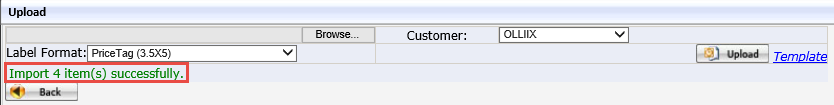 Upload
Browse... Customer: OLLIIX
Label Format: PriceTag (3.5X5)
Upload Template
Import 4 item(s) successfully.
Back